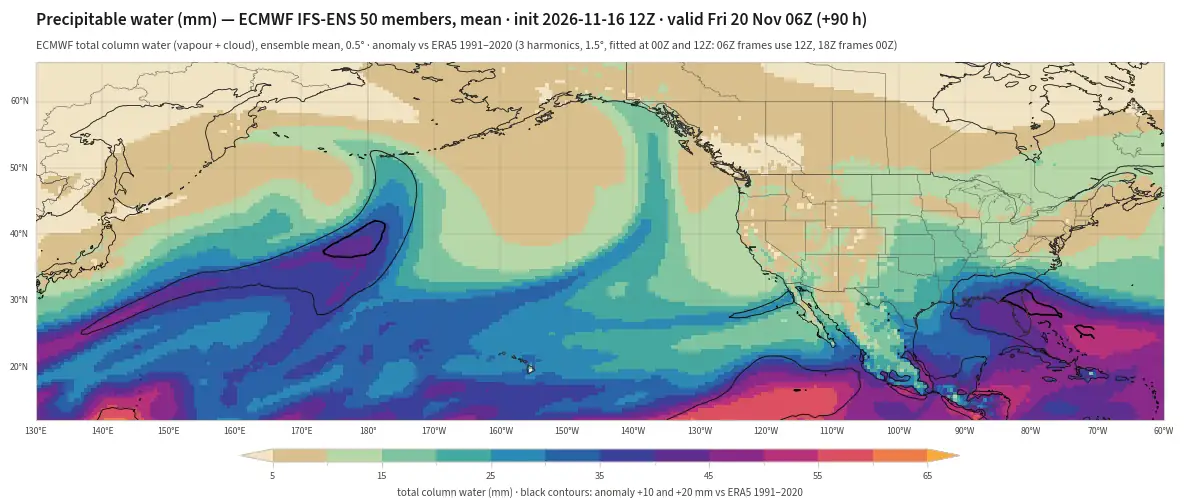 Precipitable water (mm) — ECMWF IFS-ENS 50 members, mean · init 2026-11-16 12Z · valid Fri 20 Nov 06Z (+90 h)
ECMWF total column water (vapour + cloud), ensemble mean, 0.5° · anomaly vs ERA5 1991–2020 (3 harmonics, 1.5°, fitted at 00Z and 12Z: 06Z frames use 12Z, 18Z frames 00Z)
60°N
50°N
40°N
30°N
20°N
130°E 140°E 150°E 160°E 170°E 180° 170°W 160°W 150°W 140°W 130°W 120°W 110°W 100°W 90°W 80°W 70°W 60°W
5 15 25 35 45 55 65
total column water (mm) · black contours: anomaly +10 and +20 mm vs ERA5 1991–2020